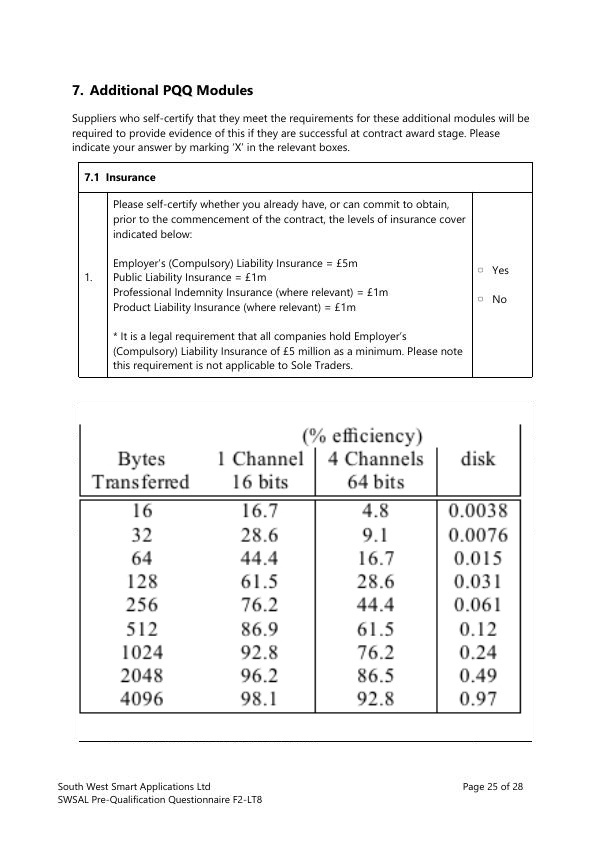 7. Additional PQQ Modules
Suppliers who self-certify that they meet the requirements for these additional modules will be
required to provide evidence of this if they are successful at contract award stage. Please
indicate your answer by marking 'X' in the relevant boxes.
7.1 Insurance
Please self-certify whether you already have, or can commit to obtain,
prior to the commencement of the contract, the levels of insurance cover
indicated below:
Employer's (Compulsory) Liability Insurance = £5m
1.
Public Liability Insurance = £1m
Professional Indemnity Insurance (where relevant) = £1m
Product Liability Insurance (where relevant) = £1m
* It is a legal requirement that all companies hold Employer's
(Compulsory) Liability Insurance of £5 million as a minimum. Please note
this requirement is not applicable to Sole Traders.
Yes
No
(% efficiency)
Bytes 1 Channel 4 Channels disk
Transferred 16 bits 64 bits
16 16.7 4.8 0.0038
32 28.6 9.1 0.0076
64 44.4 16.7 0.015
128 61.5 28.6 0.031
256 76.2 44.4 0.061
512 86.9 61.5 0.12
1024 92.8 76.2 0.24
2048 96.2 86.5 0.49
4096 98.1 92.8 0.97
South West Smart Applications Ltd Page 25 of 28
SWSAL Pre-Qualification Questionnaire F2-LT8